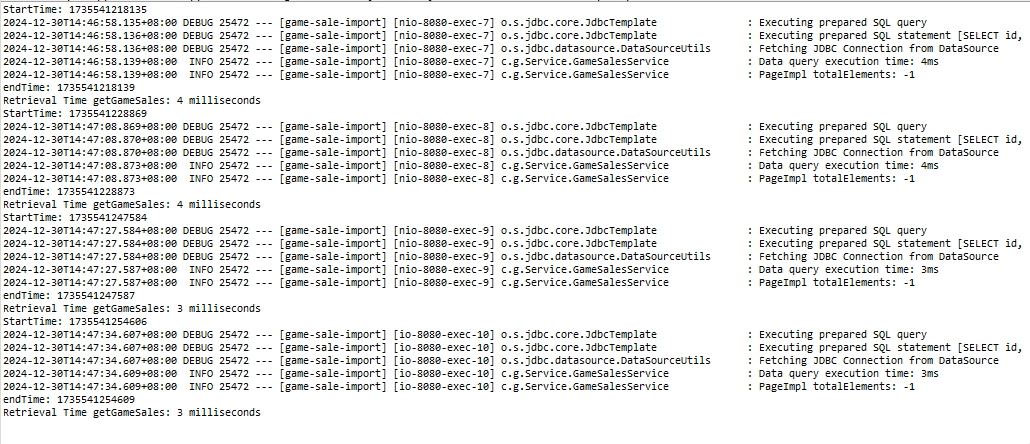 StartTime: 1735541218135
2024-12-30T14:46:58.135+08:00 DEBUG 25472 --- [game-sale-import] [nio-8080-exec-7] o.s.jdbc.core.JdbcTemplate : Executing prepared SQL query
2024-12-30T14:46:58.136+08:00 DEBUG 25472 --- [game-sale-import] [nio-8080-exec-7] o.s.jdbc.core.JdbcTemplate : Executing prepared SQL statement [SELECT id,
2024-12-30T14:46:58.136+08:00 DEBUG 25472 --- [game-sale-import] [nio-8080-exec-7] o.s.jdbc.datasource.DataSourceUtils : Fetching JDBC Connection from DataSource
2024-12-30T14:46:58.139+08:00 INFO 25472 --- [game-sale-import] [nio-8080-exec-7] c.g.Service.GameSalesService : Data query execution time: 4ms
2024-12-30T14:46:58.139+08:00 INFO 25472 --- [game-sale-import] [nio-8080-exec-7] c.g.Service.GameSalesService : PageImpl totalElements: -1
endTime: 1735541218139
Retrieval Time getGameSales: 4 milliseconds
StartTime: 1735541228869
2024-12-30T14:47:08.869+08:00 DEBUG 25472 --- [game-sale-import] [nio-8080-exec-8] o.s.jdbc.core.JdbcTemplate : Executing prepared SQL query
2024-12-30T14:47:08.870+08:00 DEBUG 25472 --- [game-sale-import] [nio-8080-exec-8] o.s.jdbc.core.JdbcTemplate : Executing prepared SQL statement [SELECT id,
2024-12-30T14:47:08.870+08:00 DEBUG 25472 --- [game-sale-import] [nio-8080-exec-8] o.s.jdbc.datasource.DataSourceUtils : Fetching JDBC Connection from DataSource
2024-12-30T14:47:08.873+08:00 INFO 25472 --- [game-sale-import] [nio-8080-exec-8] c.g.Service.GameSalesService : Data query execution time: 4ms
2024-12-30T14:47:08.873+08:00 INFO 25472 --- [game-sale-import] [nio-8080-exec-8] c.g.Service.GameSalesService : PageImpl totalElements: -1
endTime: 1735541228873
Retrieval Time getGameSales: 4 milliseconds
StartTime: 1735541247584
2024-12-30T14:47:27.584+08:00 DEBUG 25472 --- [game-sale-import] [nio-8080-exec-9] o.s.jdbc.core.JdbcTemplate : Executing prepared SQL query
2024-12-30T14:47:27.584+08:00 DEBUG 25472 --- [game-sale-import] [nio-8080-exec-9] o.s.jdbc.core.JdbcTemplate : Executing prepared SQL statement [SELECT id,
2024-12-30T14:47:27.584+08:00 DEBUG 25472 --- [game-sale-import] [nio-8080-exec-9] o.s.jdbc.datasource.DataSourceUtils : Fetching JDBC Connection from DataSource
2024-12-30T14:47:27.587+08:00 INFO 25472 --- [game-sale-import] [nio-8080-exec-9] c.g.Service.GameSalesService : Data query execution time: 3ms
2024-12-30T14:47:27.587+08:00 INFO 25472 --- [game-sale-import] [nio-8080-exec-9] c.g.Service.GameSalesService : PageImpl totalElements: -1
endTime: 1735541247587
Retrieval Time getGameSales: 3 milliseconds
StartTime: 1735541254606
2024-12-30T14:47:34.607+08:00 DEBUG 25472 --- [game-sale-import] [io-8080-exec-10] o.s.jdbc.core.JdbcTemplate : Executing prepared SQL query
2024-12-30T14:47:34.607+08:00 DEBUG 25472 --- [game-sale-import] [io-8080-exec-10] o.s.jdbc.core.JdbcTemplate : Executing prepared SQL statement [SELECT id,
2024-12-30T14:47:34.607+08:00 DEBUG 25472 --- [game-sale-import] [io-8080-exec-10] o.s.jdbc.datasource.DataSourceUtils : Fetching JDBC Connection from DataSource
2024-12-30T14:47:34.609+08:00 INFO 25472 --- [game-sale-import] [io-8080-exec-10] c.g.Service.GameSalesService : Data query execution time: 3ms
2024-12-30T14:47:34.609+08:00 INFO 25472 --- [game-sale-import] [io-8080-exec-10] c.g.Service.GameSalesService : PageImpl totalElements: -1
endTime: 1735541254609
Retrieval Time getGameSales: 3 milliseconds